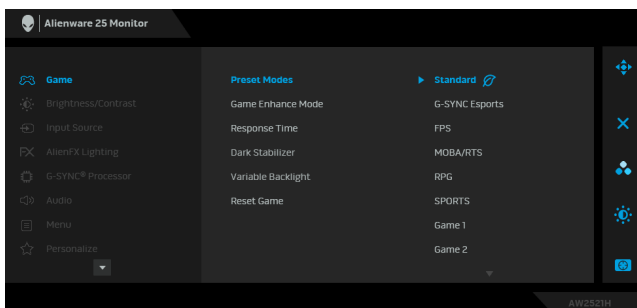 Alienware 25 Monitor
Game
Brightness/Contrast
Input Source
AlienFX Lighting
G-SYNC® Processor
Audio
Menu
Personalize
Preset Modes
Game Enhance Mode
Response Time
Dark Stabilizer
Variable Backlight
Reset Game
Standard
G-SYNC Esports
FPS
MOBA/RTS
RPG
SPORTS
Game 1
Game 2
AW2521H